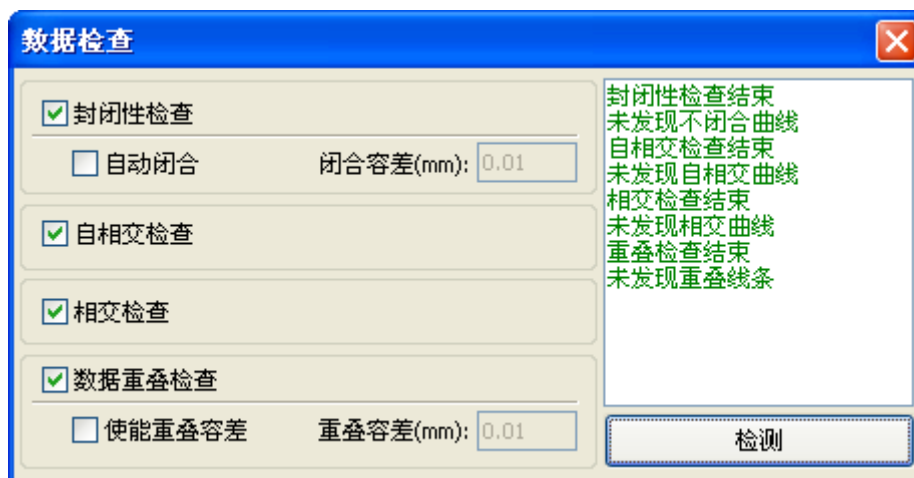 数据检查
封闭性检查
自动闭合 闭合容差(mm): 0.01
自相交检查
相交检查
数据重叠检查
使能重叠容差 重叠容差(mm): 0.01
封闭性检查结束
未发现不闭合曲线
自相交检查结束
未发现自相交曲线
相交检查结束
未发现相交曲线
重叠检查结束
未发现重叠线条
检测